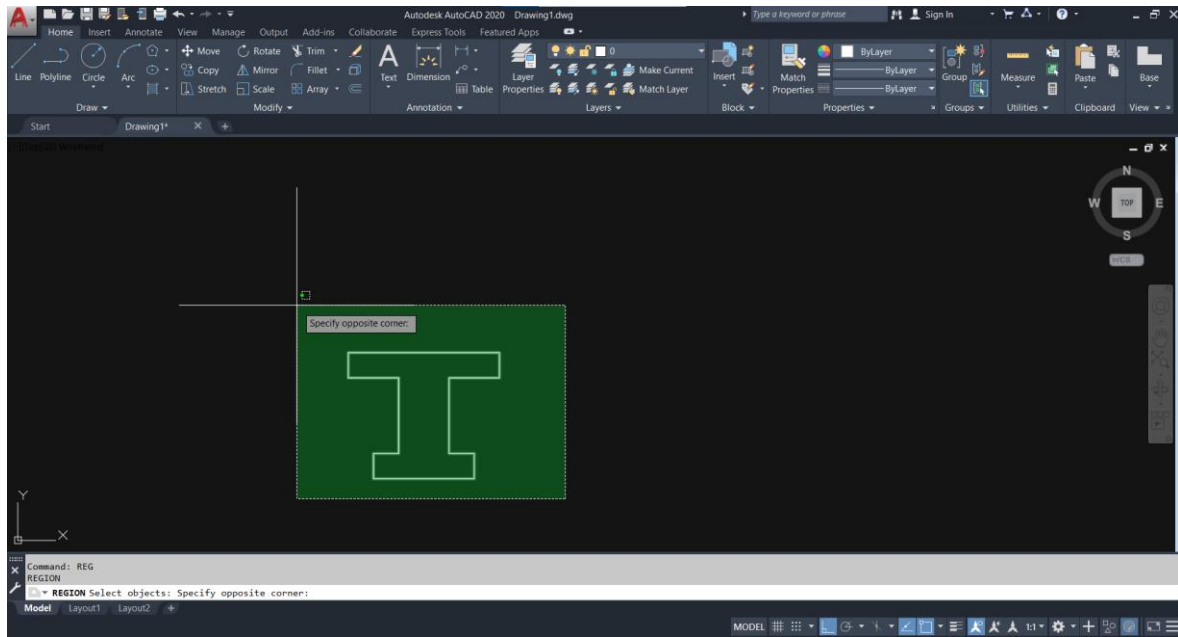 Autodesk AutoCAD 2020 Drawing1.dwg
Type a keyword or phrase
Sign In
Home Insert Annotate View Manage Output Add-ins Collaborate Express Tools Featured Apps
Line Polyline Circle Arc
Move Rotate Trim
Copy Mirror Fillet
Stretch Scale Array
Text Dimension
Table
Layer Properties
0
Make Current
Match Layer
Insert
Match Properties
ByLayer
ByLayer
ByLayer
Group
Measure
Paste
Base
Draw Modify Annotation Layers Block Properties Groups Utilities Clipboard View
Start Drawing1*
N
W TOP E
S
WCS
Specify opposite corner:
Y
X
Command: REG
REGION
REGION Select objects: Specify opposite corner:
Model Layout1 Layout2 +
MODEL 1:1